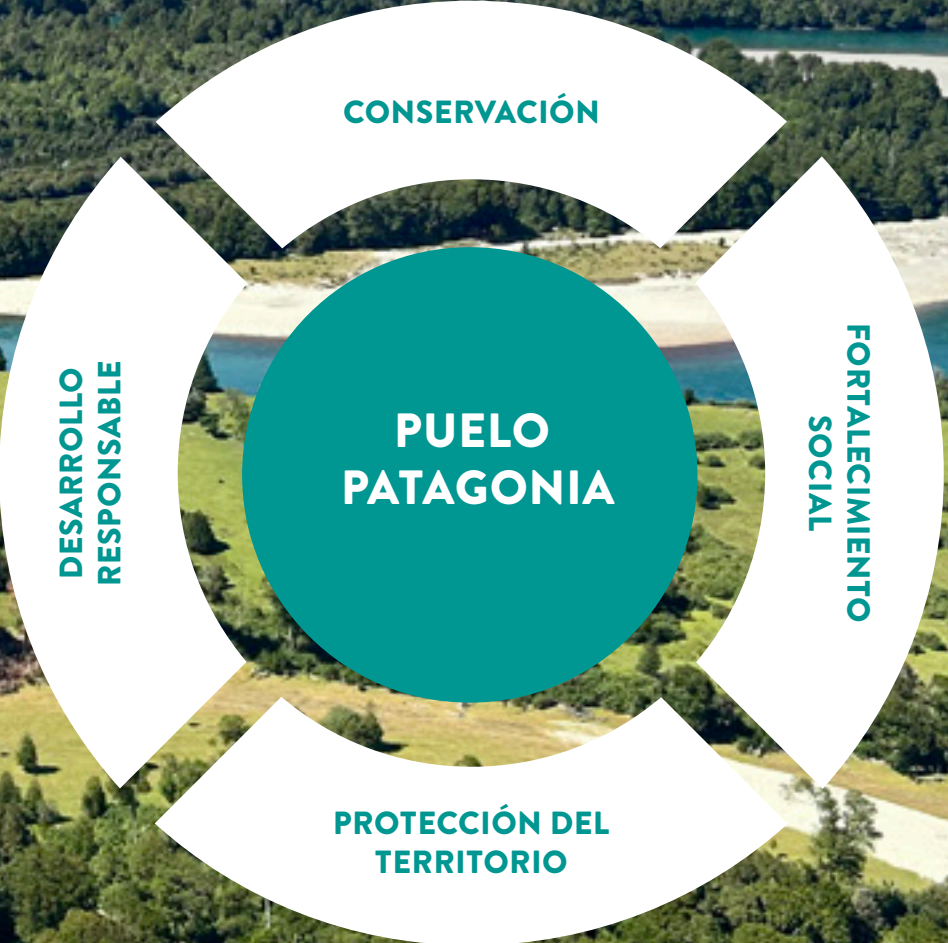 CONSERVACIÓN
DESARROLLO
RESPONSABLE
PUELO
PATAGONIA
FORTALECIMIENTO
SOCIAL
PROTECCIÓN DEL
TERRITORIO